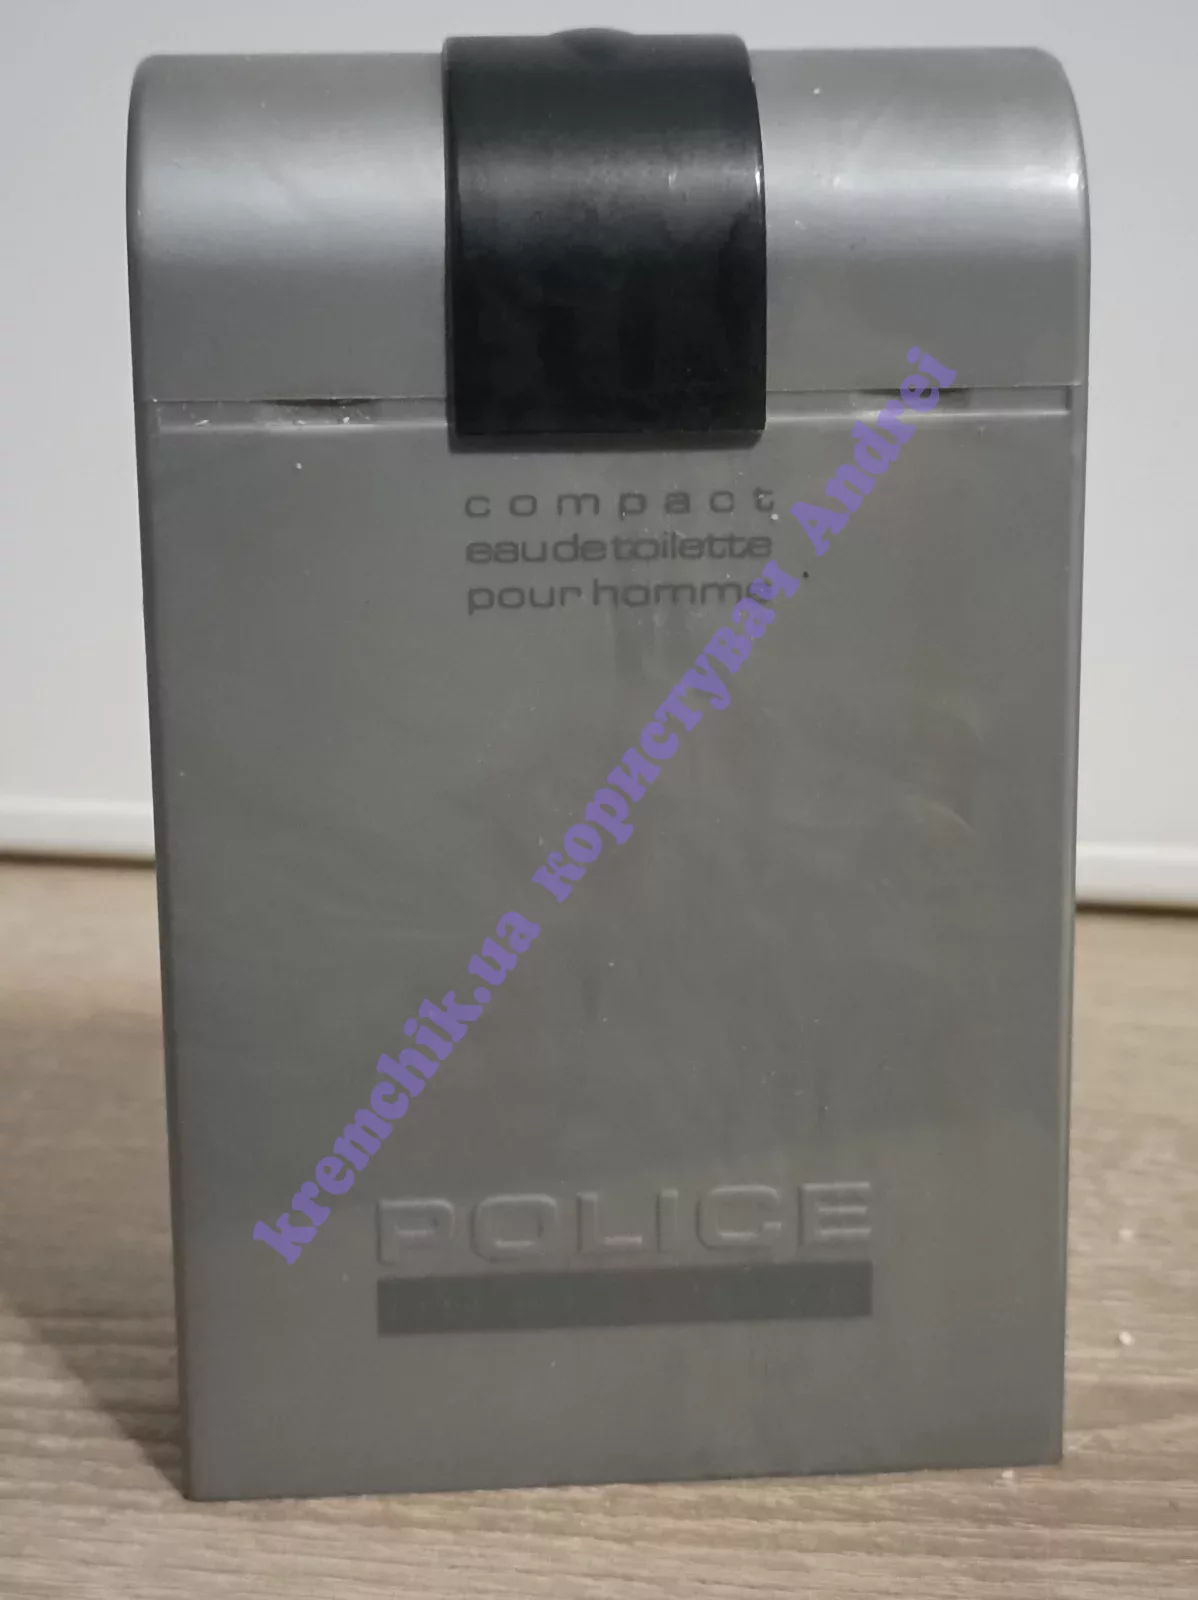 compact
eau de toilette
pour homme
POLICE
kremchik.ua користувач Andrei